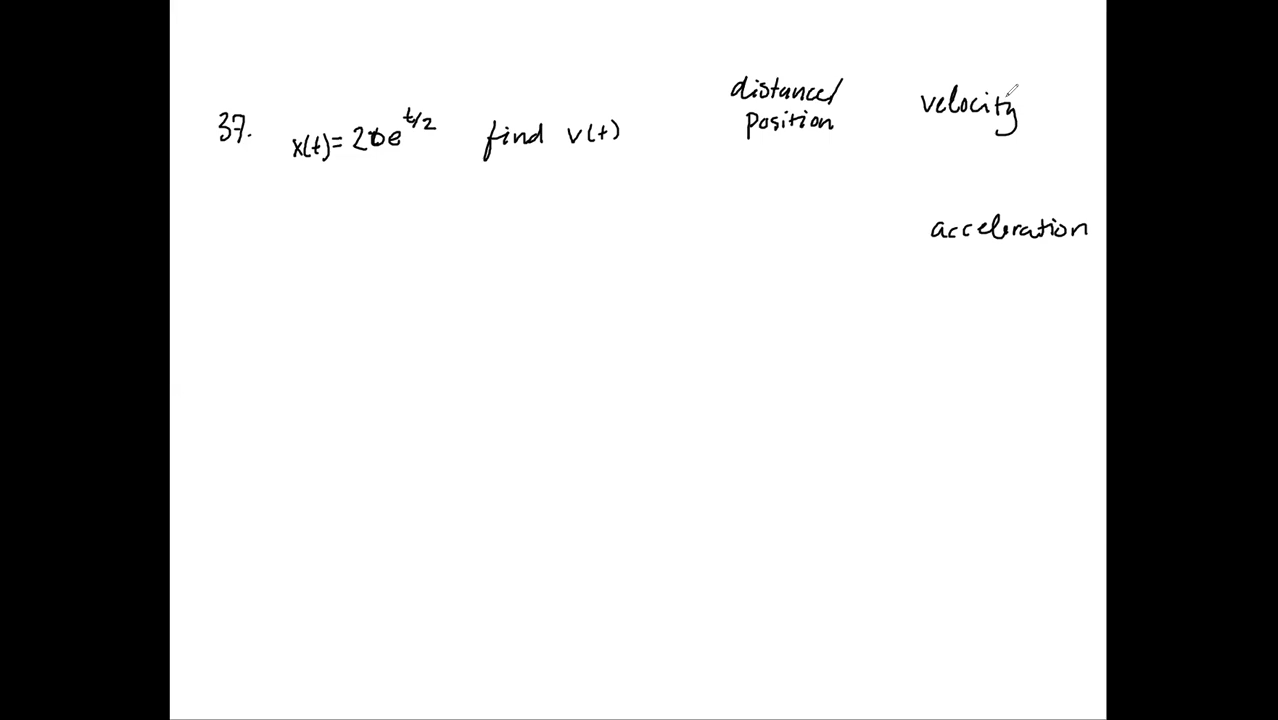 37. x(t)= 20e^{t/2} find v(t)
distance/
position
velocity
acceleration